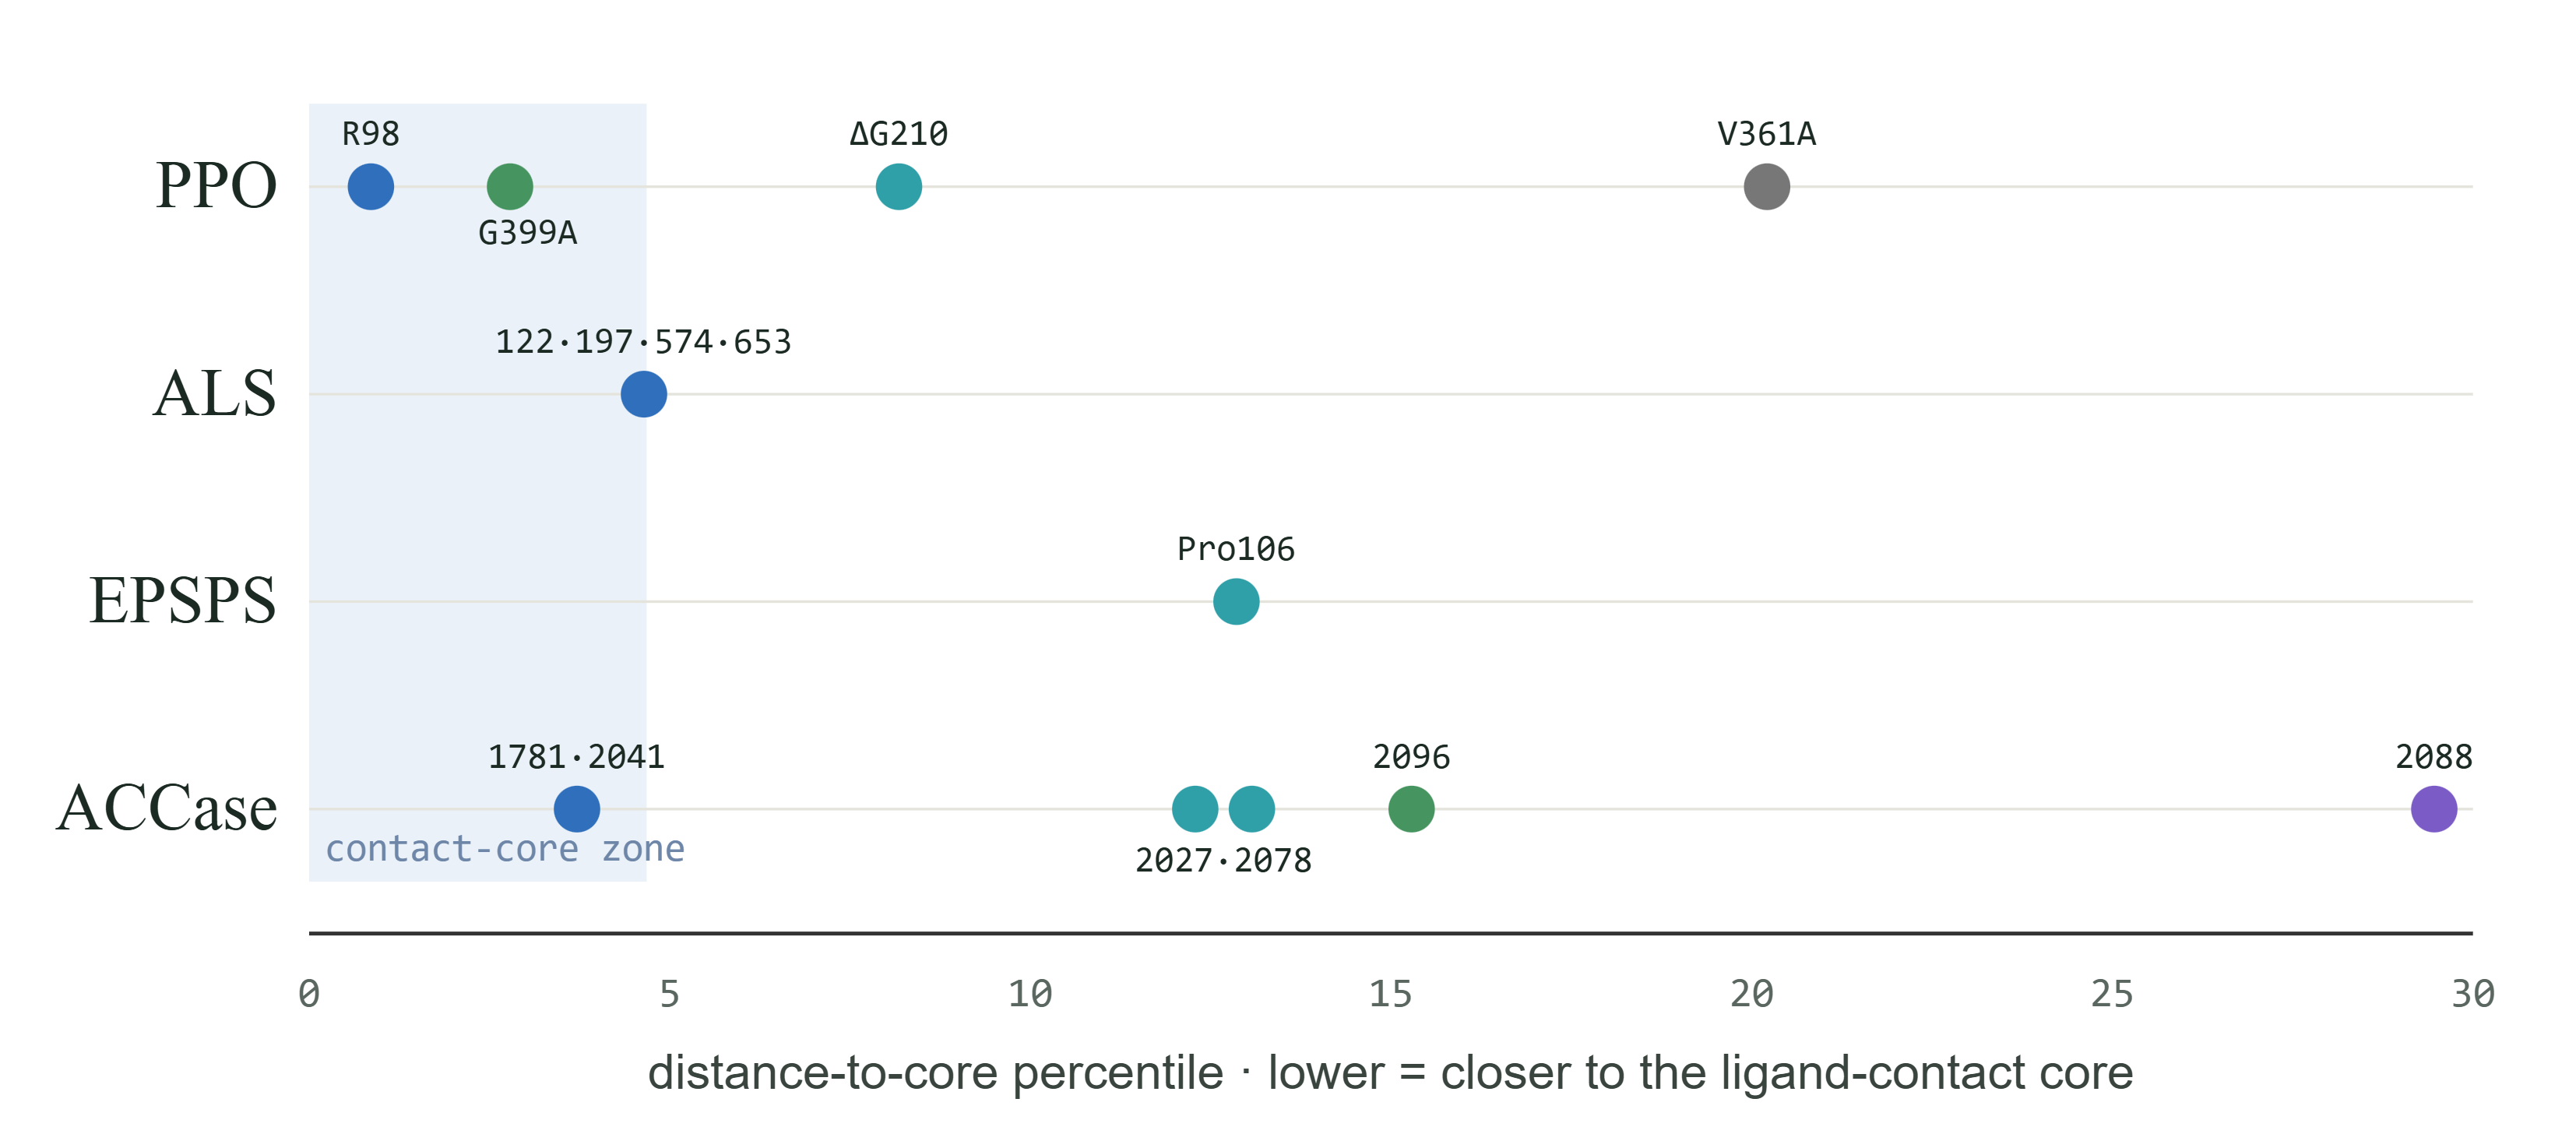 R98
ΔG210
V361A
PPO
G399A
122·197·574·653
ALS
Pro106
EPSPS
1781·2041
2096
2088
ACCase
contact-core zone
2027·2078
0 5 10 15 20 25 30
distance-to-core percentile · lower = closer to the ligand-contact core